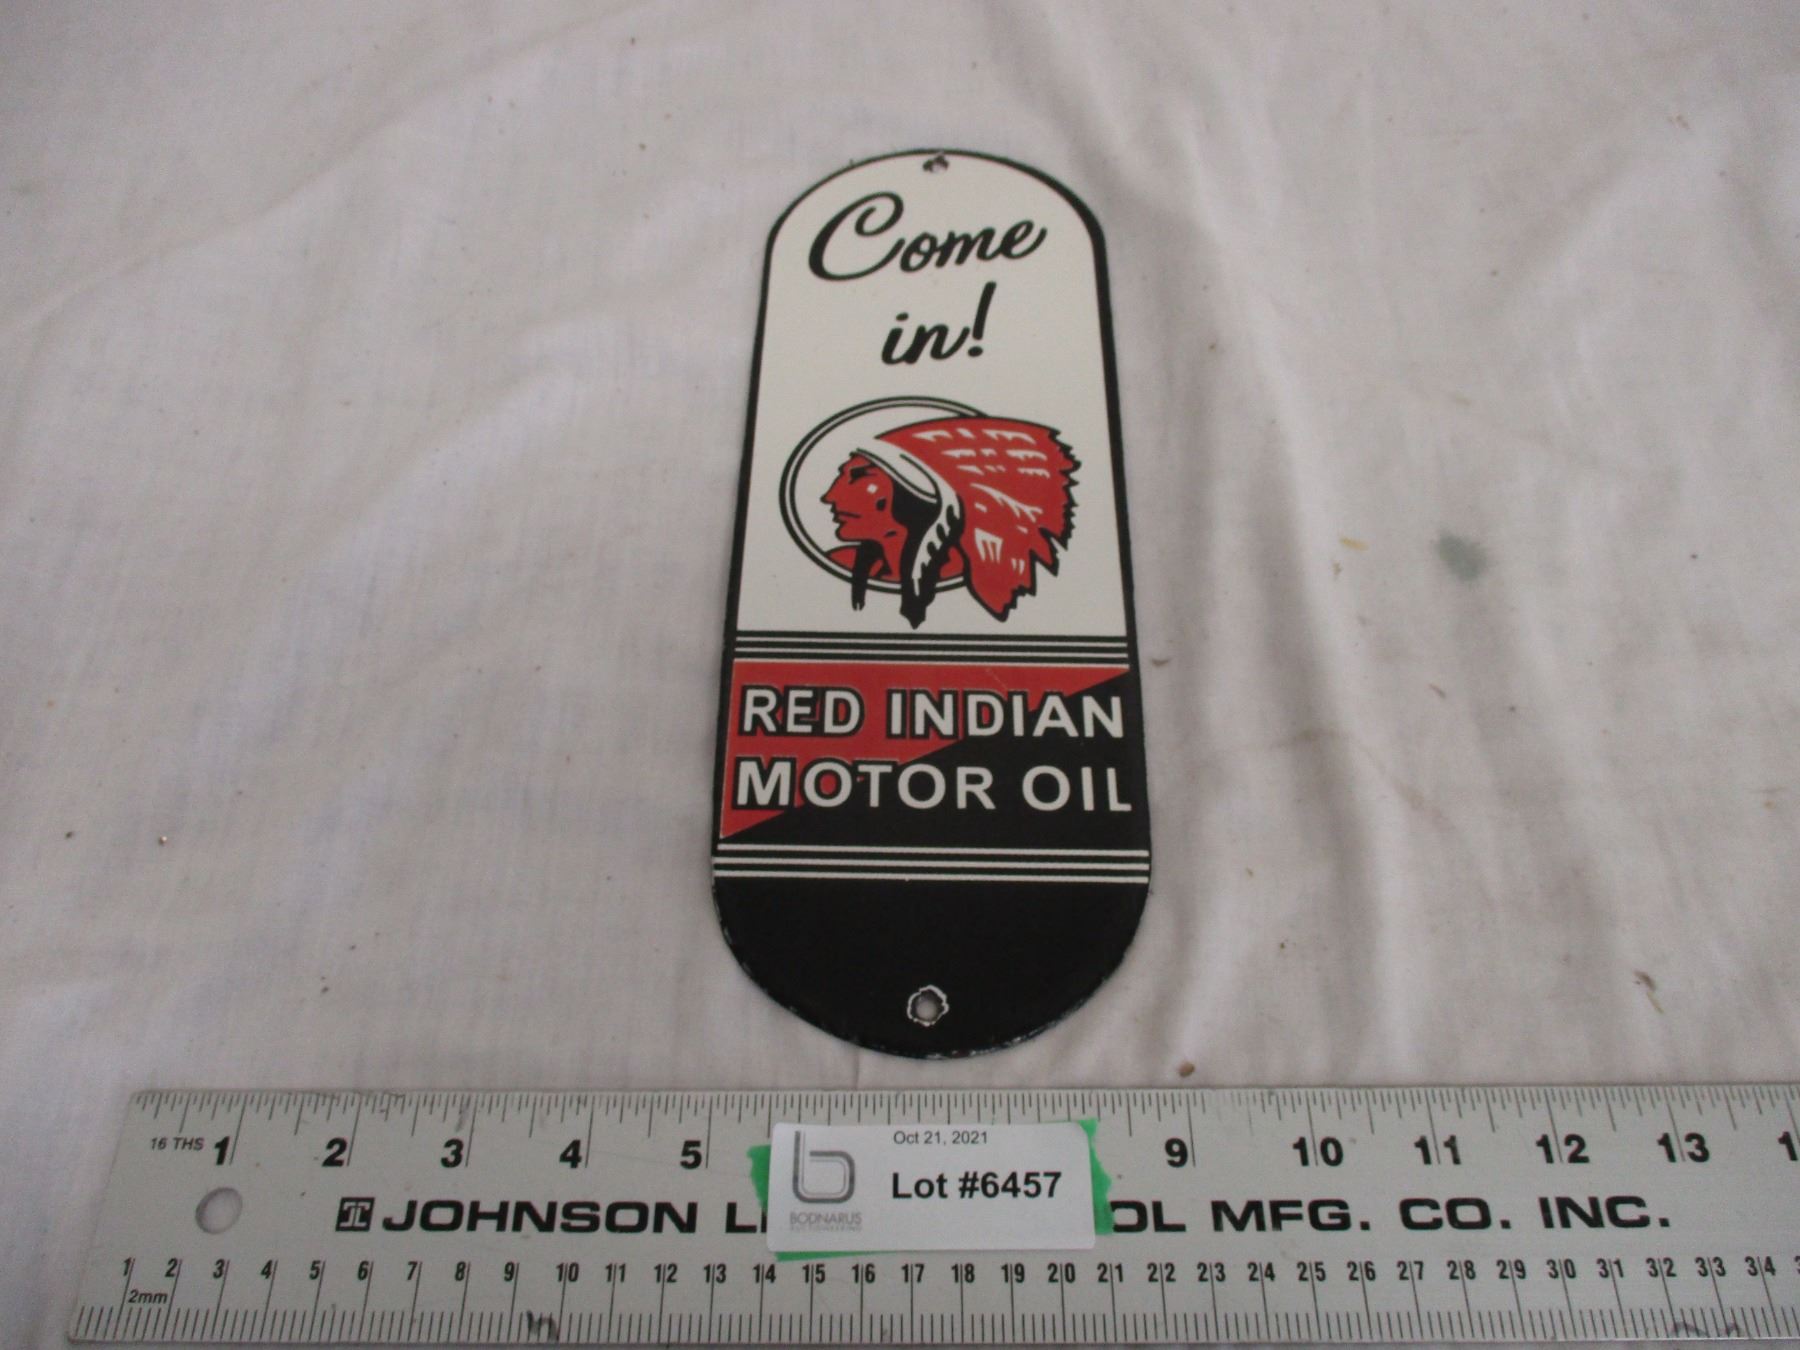 Come
in!
RED INDIAN
MOTOR OIL
16 THS 1 2 3 4 5 9 10 11 12 13 1
Oct 21, 2021
Lot #6457
BODNARUS
AUCTIONEERING
JOHNSON L OL MFG. CO. INC.
1 2 3 4 5 6 7 8 9 10 11 12 13 14 15 16 17 18 19 20 21 22 23 24 25 26 27 28 29 30 31 32 33 34 3
2mm